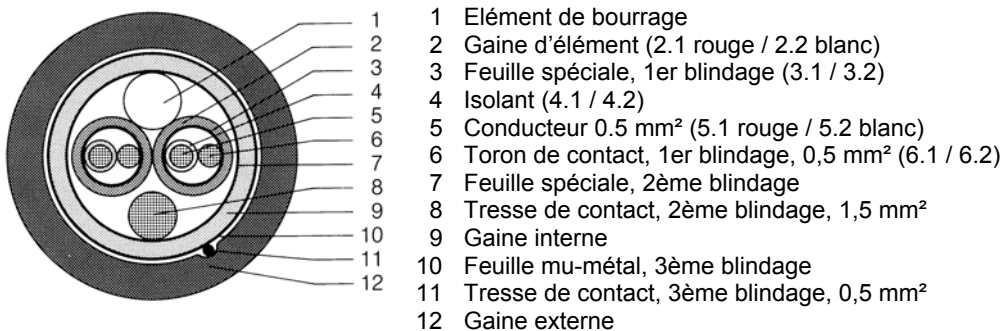 1
2
3
4
5
6
7
8
9
10
11
12
1 Elément de bourrage
2 Gaine d’élément (2.1 rouge / 2.2 blanc)
3 Feuille spéciale, 1er blindage (3.1 / 3.2)
4 Isolant (4.1 / 4.2)
5 Conducteur 0.5 mm² (5.1 rouge / 5.2 blanc)
6 Toron de contact, 1er blindage, 0,5 mm² (6.1 / 6.2)
7 Feuille spéciale, 2ème blindage
8 Tresse de contact, 2ème blindage, 1,5 mm²
9 Gaine interne
10 Feuille mu-métal, 3ème blindage
11 Tresse de contact, 3ème blindage, 0,5 mm²
12 Gaine externe